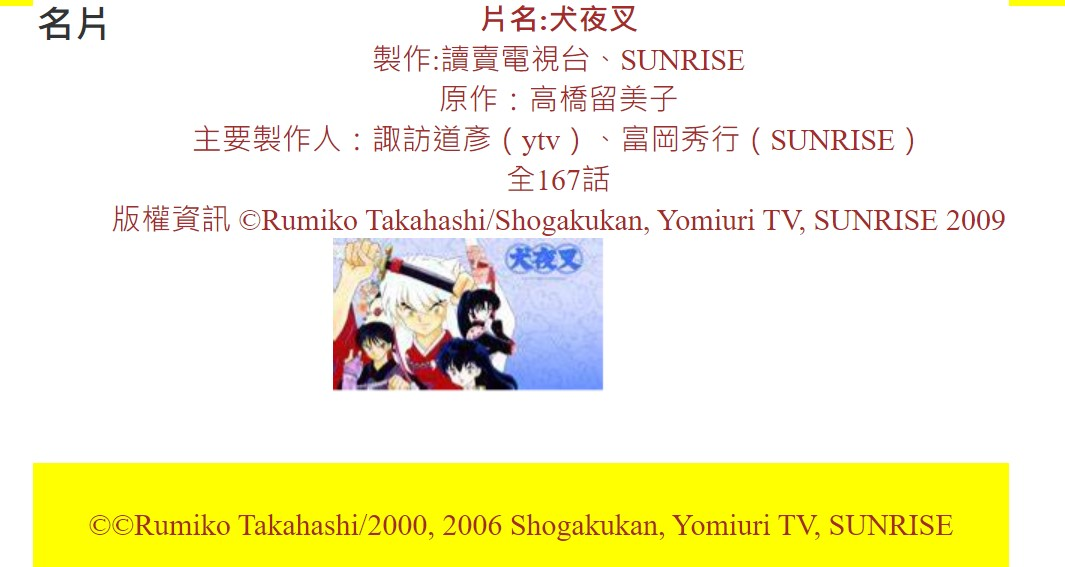 名片
片名:犬夜叉
製作:讀賣電視台、SUNRISE
原作：高橋留美子
主要製作人：諏訪道彥（ytv）、富岡秀行（SUNRISE）
全167話
版權資訊 ©Rumiko Takahashi/Shogakukan, Yomiuri TV, SUNRISE 2009
犬夜叉
©©Rumiko Takahashi/2000, 2006 Shogakukan, Yomiuri TV, SUNRISE